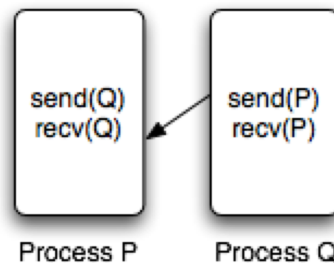 send(Q)
recv(Q)
send(P)
recv(P)
Process P
Process Q